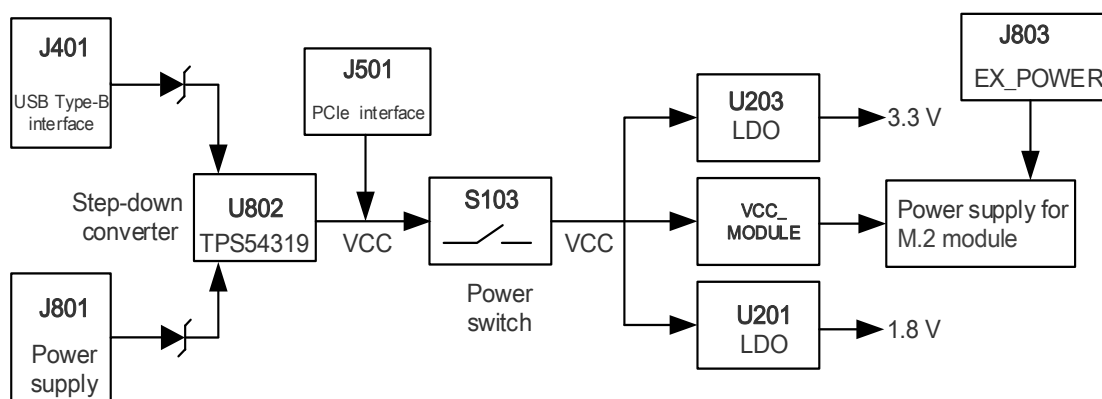 J401
USB Type-B
interface
J501
PCIe interface
J803
EX_POWER
U203
LDO
3.3 V
Step-down
converter
U802
TPS54319
VCC
S103
VCC
VCC_
MODULE
Power supply for
M.2 module
J801
Power
supply
Power
switch
U201
LDO
1.8 V